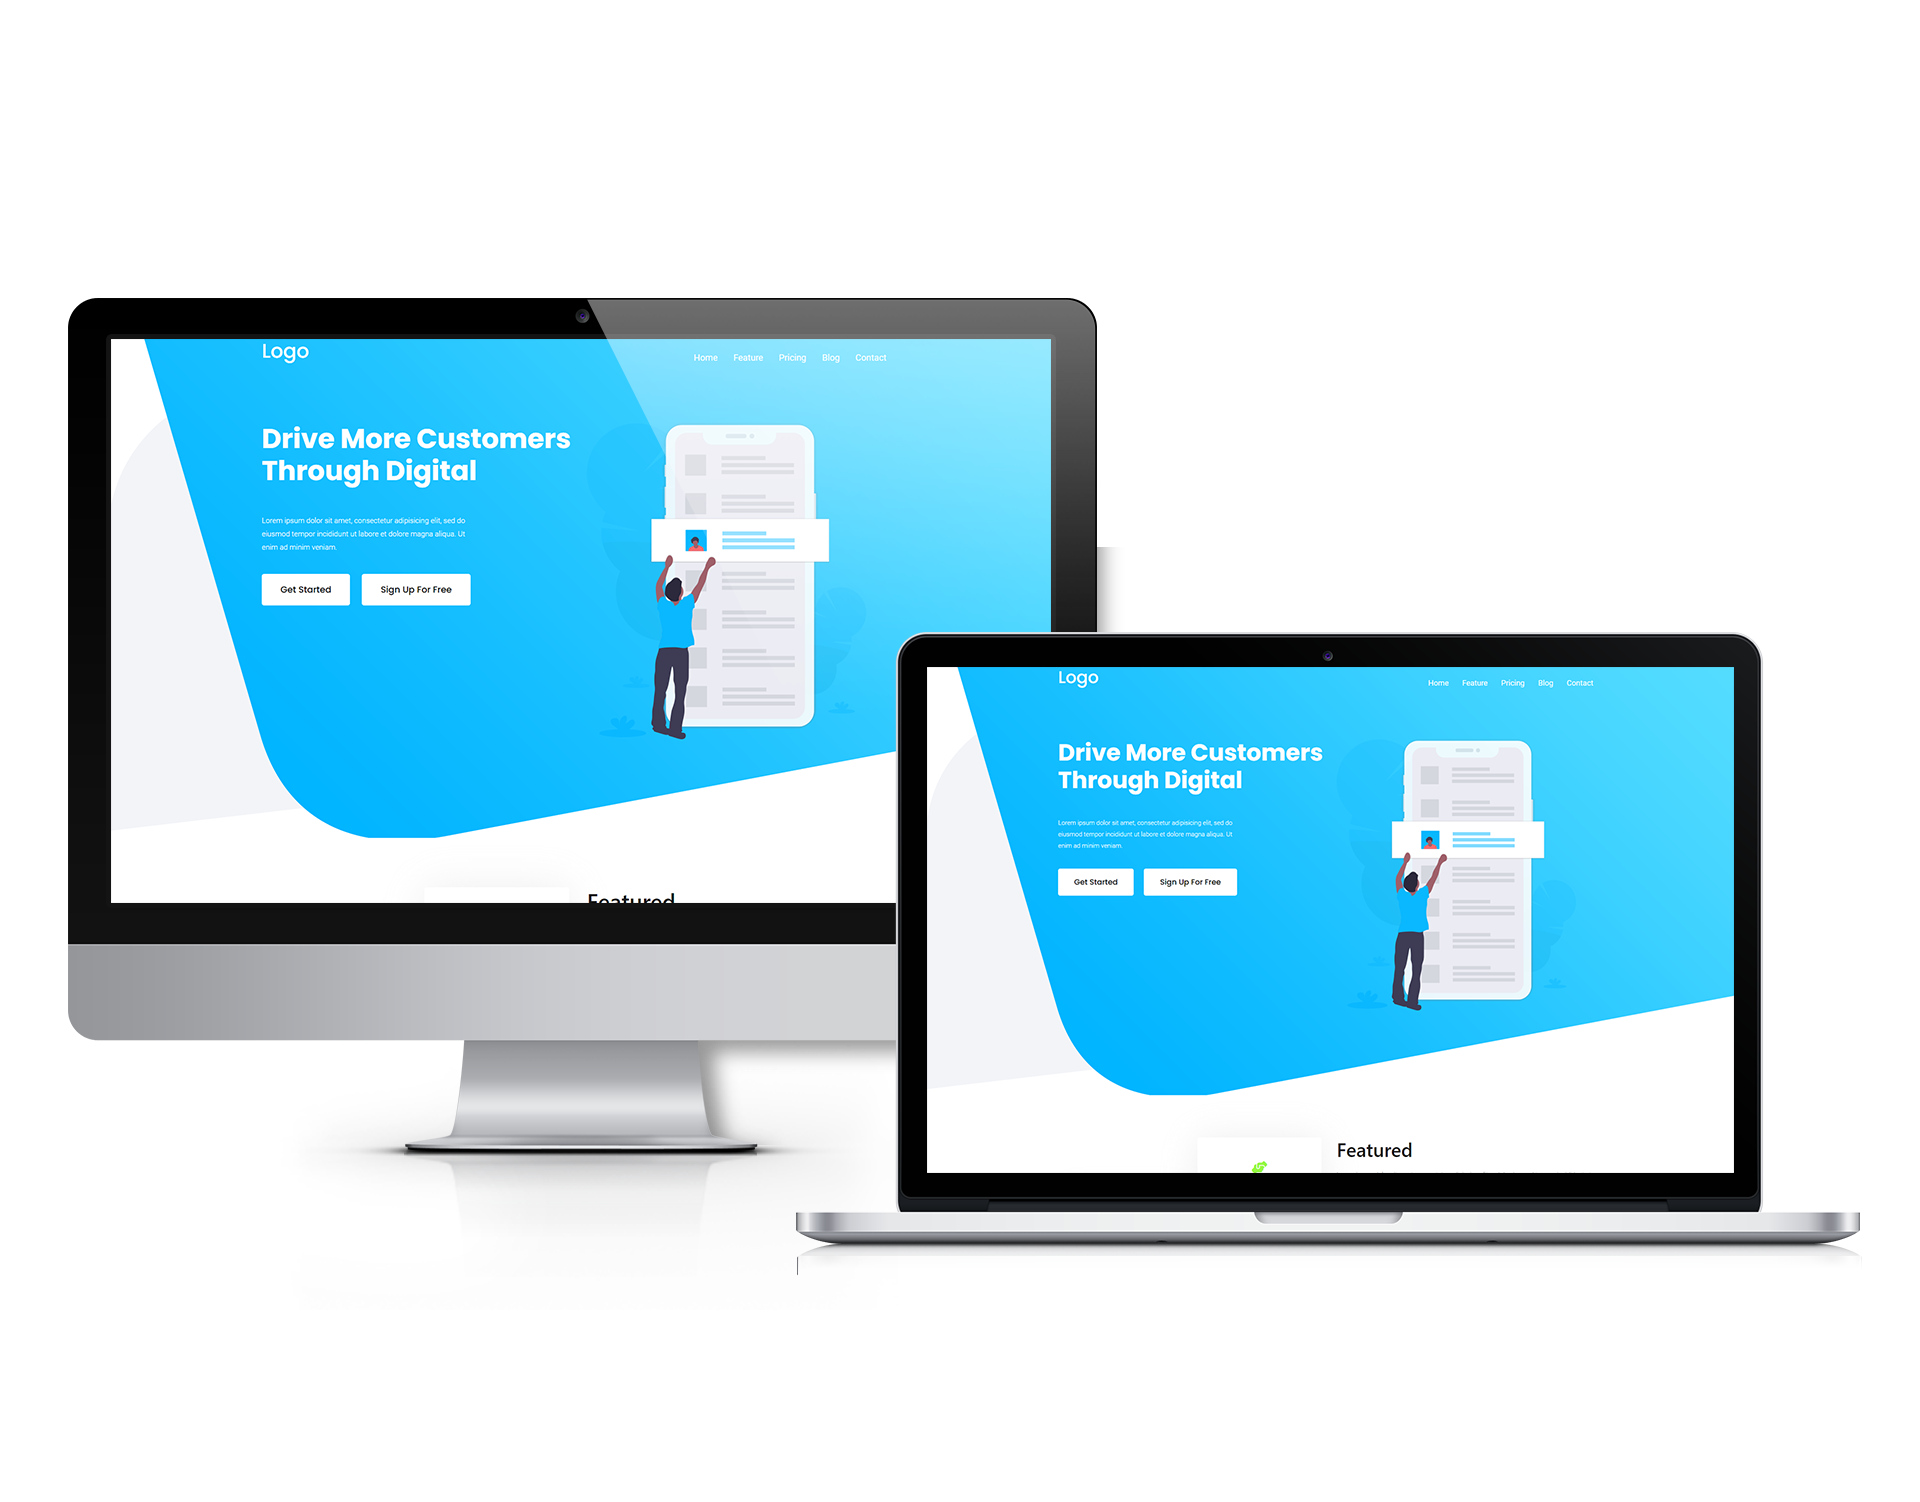 Logo
Home Feature Pricing Blog Contact
Drive More Customers
Through Digital
Lorem ipsum dolor sit amet, consectetur adipisicing elit, sed do
eiusmod tempor incididunt ut labore et dolore magna aliqua. Ut
enim ad minim veniam.
Get Started Sign Up For Free
Featured
Logo
Home Feature Pricing Blog Contact
Drive More Customers
Through Digital
Lorem ipsum dolor sit amet, consectetur adipisicing elit, sed do
eiusmod tempor incididunt ut labore et dolore magna aliqua. Ut
enim ad minim veniam.
Get Started Sign Up For Free
Featured